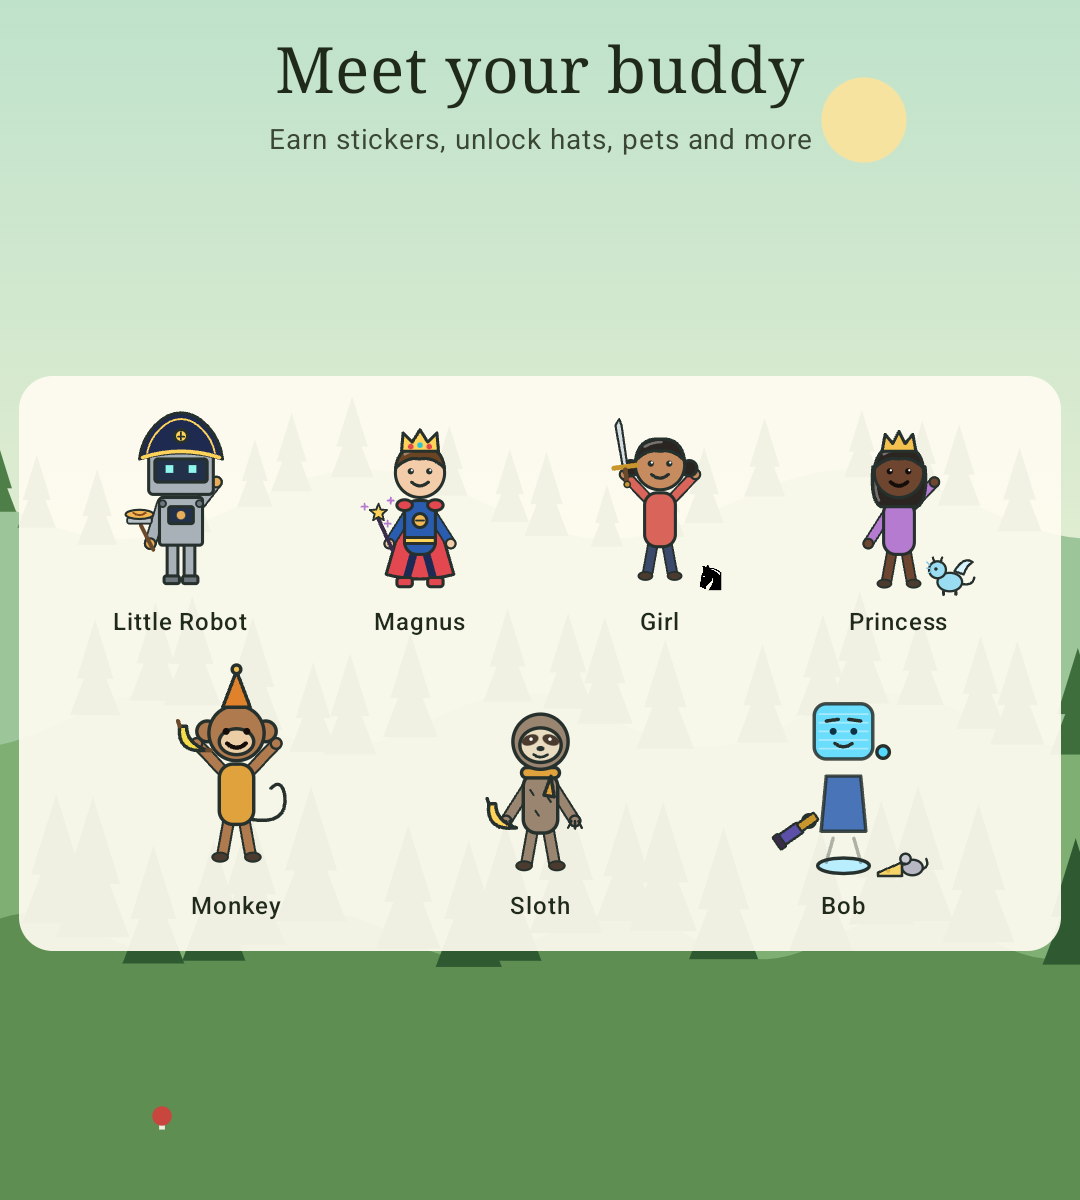 Meet your buddy
Earn stickers, unlock hats, pets and more
Little Robot
Magnus
Girl
Princess
Monkey
Sloth
Bob